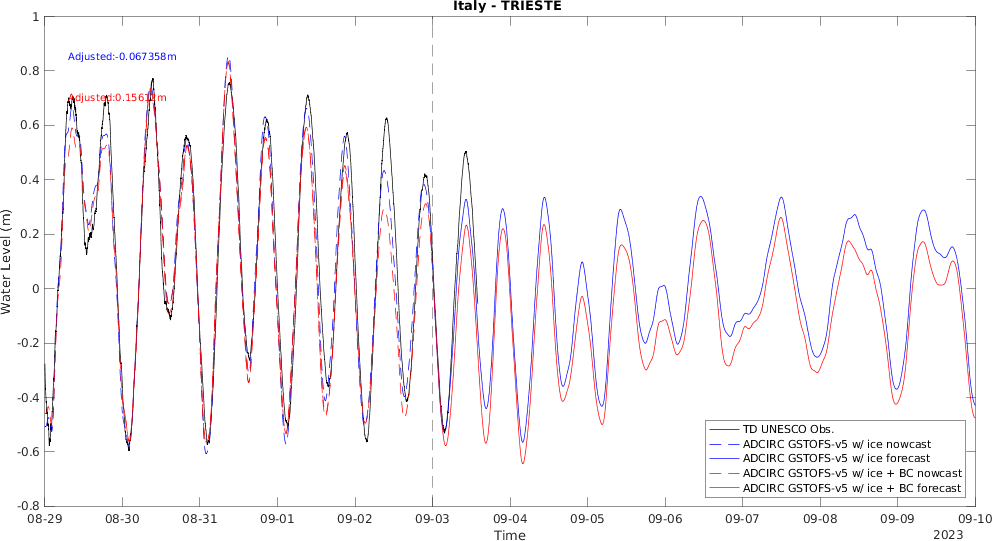 Italy - TRIESTE
1
Adjusted:-0.067358m
0.8
0.6
0.4
0.2
0
-0.2
-0.4
-0.6
-0.8
Water Level (m)
TD UNESCO Obs.
ADCIRC GSTOFS-v5 w/ ice nowcast
ADCIRC GSTOFS-v5 w/ ice forecast
ADCIRC GSTOFS-v5 w/ ice + BC nowcast
ADCIRC GSTOFS-v5 w/ ice + BC forecast
08-29 08-30 08-31 09-01 09-02 09-03 09-04 09-05 09-06 09-07 09-08 09-09 09-10
Time
2023